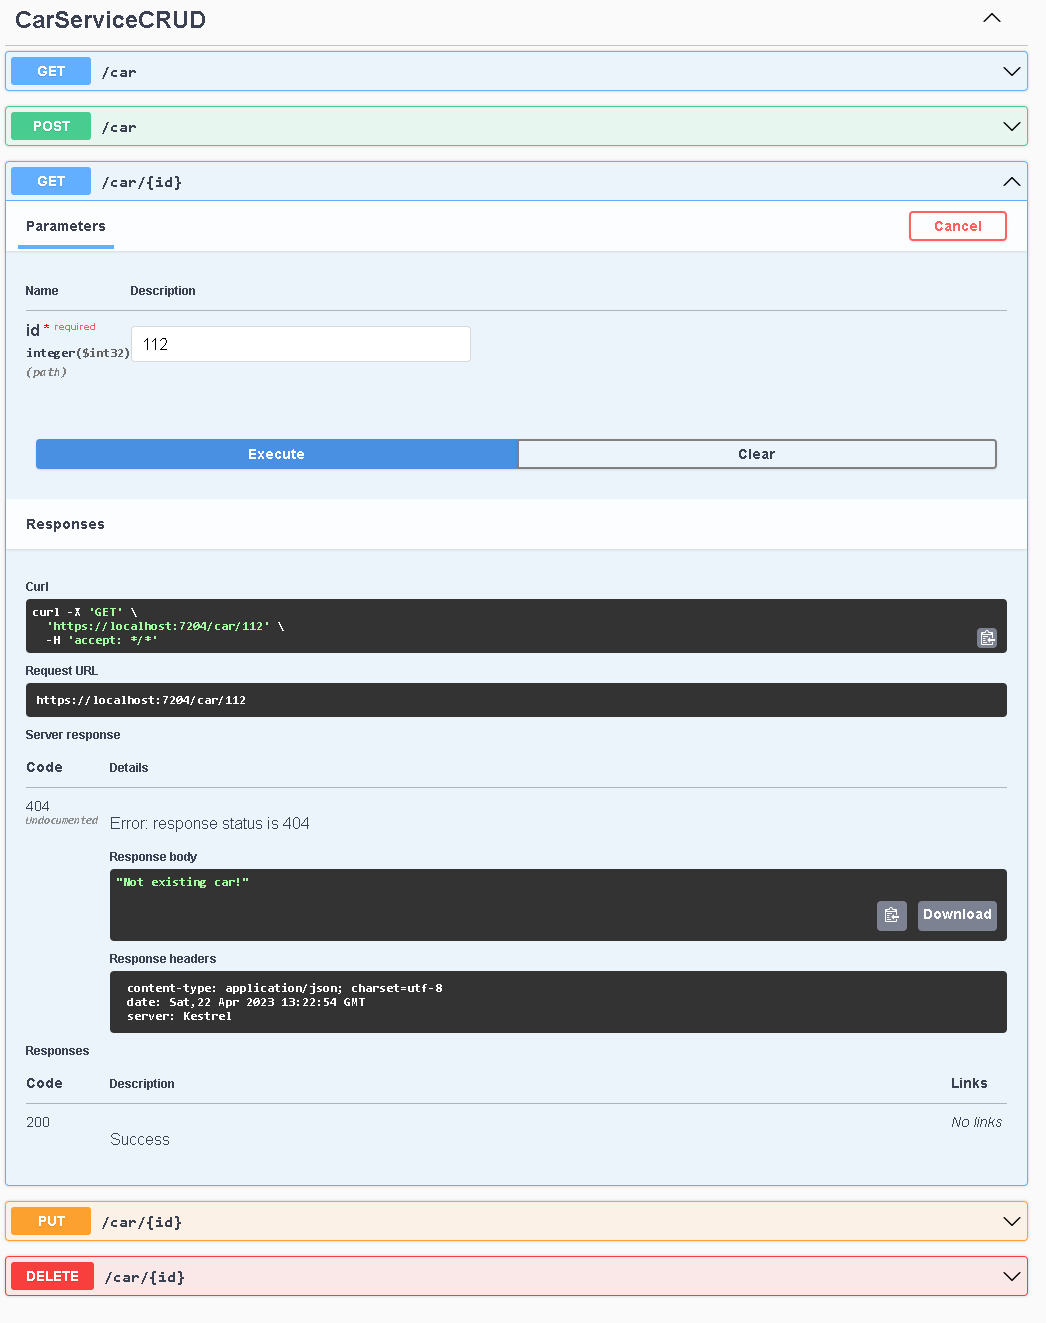 CarServiceCRUD
GET /car
POST /car
GET /car/{id}
Parameters Cancel
Name Description
id * required
integer($int32) 112
(path)
Execute Clear
Responses
Curl
curl -X 'GET' \
'https://localhost:7204/car/112' \
-H 'accept: */*'
Request URL
https://localhost:7204/car/112
Server response
Code Details
404
Undocumented
Error: response status is 404
Response body
"Not existing car!"
Download
Response headers
content-type: application/json; charset=utf-8
date: Sat,22 Apr 2023 13:22:54 GMT
server: Kestrel
Responses
Code Description Links
200 No links
Success
PUT /car/{id}
DELETE /car/{id}